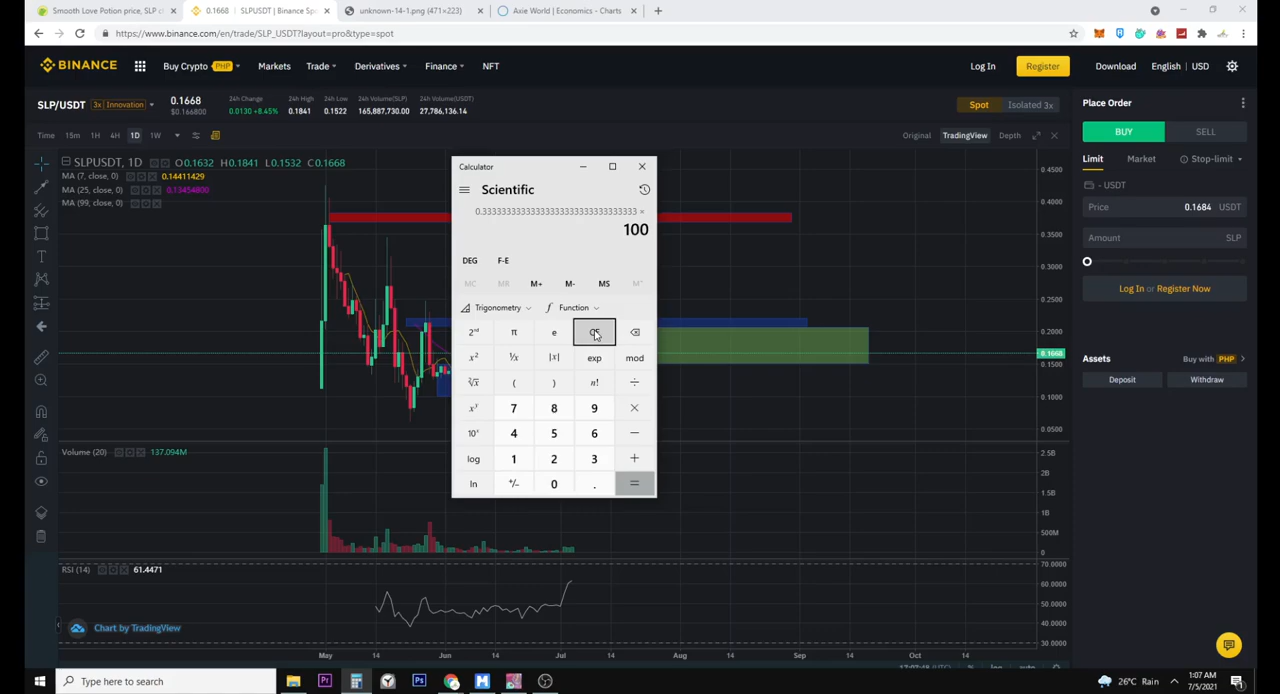 Smooth Love Potion price, SLP c
0.1668 | SLPUSDT | Binance Sp
unknown-14-1.png (471×223)
Axie World | Economics - Charts
https://www.binance.com/en/trade/SLP_USDT?layout=pro&type=spot
BINANCE
Buy Crypto PHP Markets Trade Derivatives Finance NFT
Log In Register Download English | USD
SLP/USDT 3x | Innovation
0.1668
$0.166800
24h Change
0.0130 +8.45%
24h High
0.1841
24h Low
0.1522
24h Volume(SLP)
165,887,730.00
24h Volume(USDT)
27,786,136.14
Spot Isolated 3x
Time 15m 1H 4H 1D 1W
Original TradingView Depth
SLPUSDT, 1D O0.1632 H0.1841 L0.1532 C0.1668
MA (7, close, 0) 0.14411429
MA (25, close, 0) 0.13454800
MA (99, close, 0)
Calculator
Scientific
100
DEG F-E
MC MR M+ M- MS
Trigonometry Function
2nd π e CE
x² ¹/x |x| exp mod
²√x ( ) n! ÷
xʸ 7 8 9 ×
10ˣ 4 5 6 −
log 1 2 3 +
ln +/− 0 . =
0.4500
0.4000
0.3500
0.3000
0.2500
0.2000
0.1668
0.1500
0.1000
0.0500
Volume (20) 137.094M
2.5B
2B
1.5B
1B
500M
0
RSI (14) 61.4471
70.0000
60.0000
50.0000
40.0000
30.0000
Chart by TradingView
May 14 Jun 14 Jul 14 Aug 14 Sep 14 Oct 14
Place Order
BUY SELL
Limit Market Stop-limit
- USDT
Price 0.1684 USDT
Amount SLP
Log In or Register Now
Assets Buy with PHP
Deposit Withdraw
Type here to search
26°C Rain
1:07 AM
7/5/2021